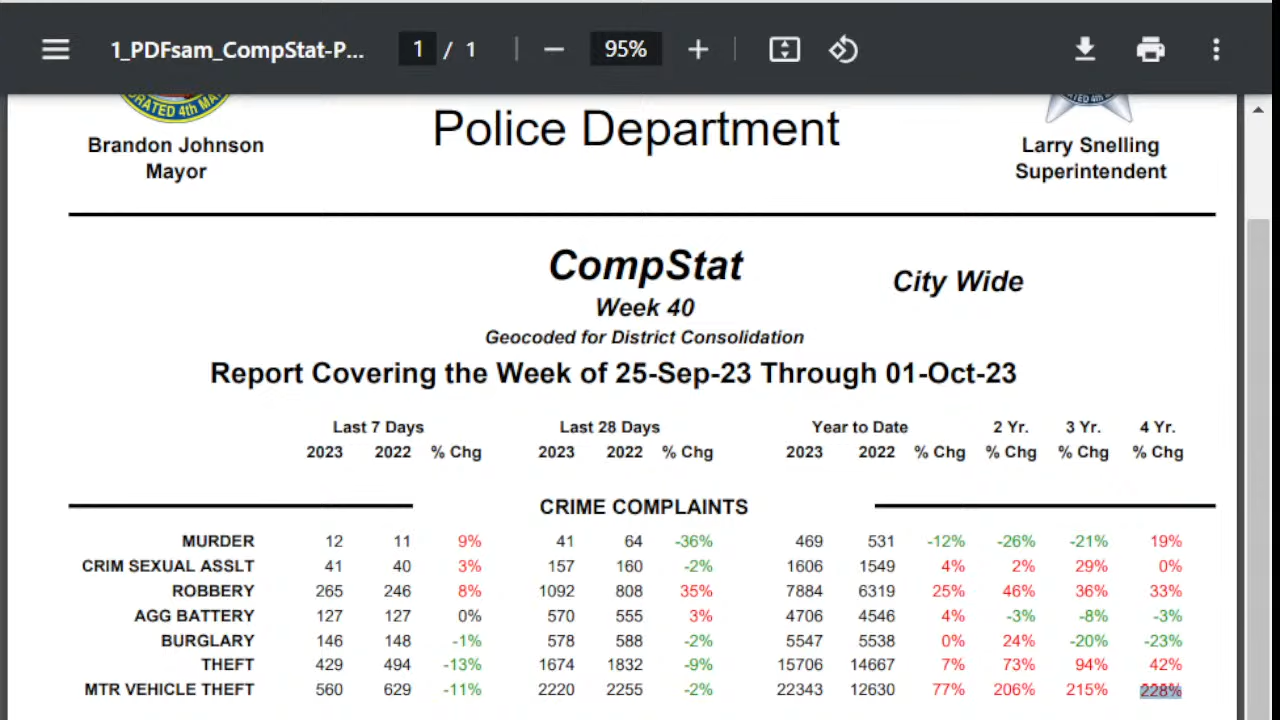 1_PDFsam_CompStat-P... 1 / 1 95%
ORATED 4th MA
Brandon Johnson
Mayor
Police Department
Larry Snelling
Superintendent
CompStat
City Wide
Week 40
Geocoded for District Consolidation
Report Covering the Week of 25-Sep-23 Through 01-Oct-23
Last 7 Days Last 28 Days Year to Date 2 Yr. 3 Yr. 4 Yr.
2023 2022 % Chg 2023 2022 % Chg 2023 2022 % Chg % Chg % Chg % Chg
CRIME COMPLAINTS
MURDER 12 11 9% 41 64 -36% 469 531 -12% -26% -21% 19%
CRIM SEXUAL ASSLT 41 40 3% 157 160 -2% 1606 1549 4% 2% 29% 0%
ROBBERY 265 246 8% 1092 808 35% 7884 6319 25% 46% 36% 33%
AGG BATTERY 127 127 0% 570 555 3% 4706 4546 4% -3% -8% -3%
BURGLARY 146 148 -1% 578 588 -2% 5547 5538 0% 24% -20% -23%
THEFT 429 494 -13% 1674 1832 -9% 15706 14667 7% 73% 94% 42%
MTR VEHICLE THEFT 560 629 -11% 2220 2255 -2% 22343 12630 77% 206% 215% 228%